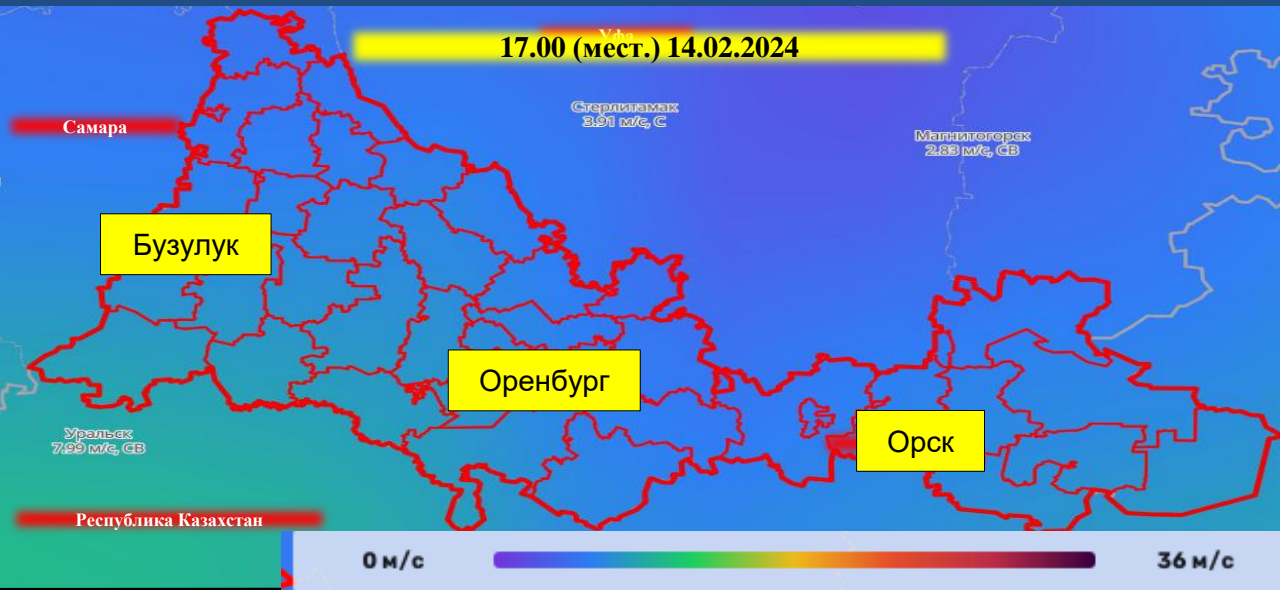 Уфа
17.00 (мест.) 14.02.2024
Стерлитамак
3.91 м/с, С
Самара
Магнитогорск
2.83 м/с, СВ
Бузулук
Оренбург
Орск
Уральск
7.99 м/с, СВ
Республика Казахстан
0 м/с
36 м/с